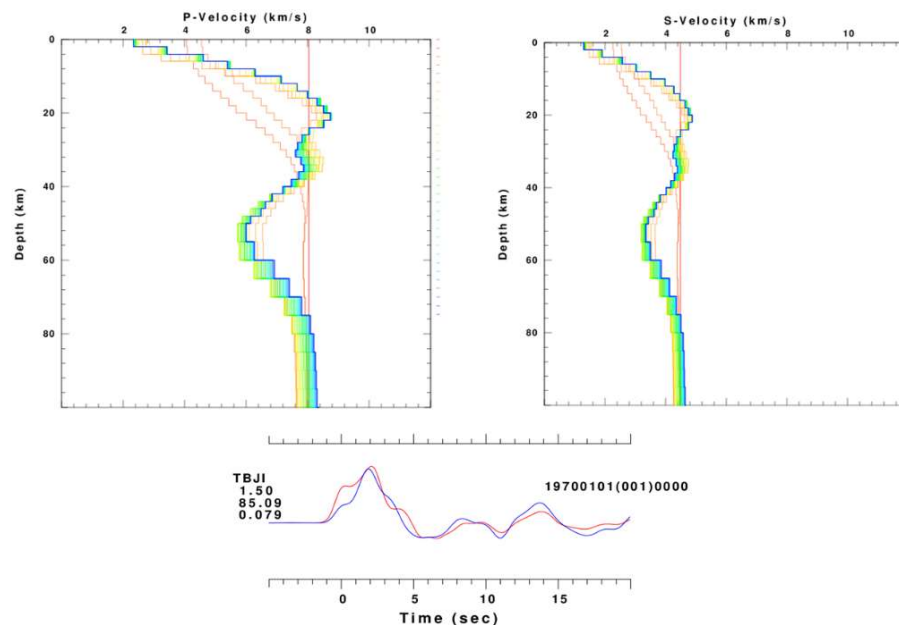 P-Velocity (km/s)
2 4 6 8 10
0
20
40
60
80
Depth (km)
S-Velocity (km/s)
2 4 6 8 10
0
20
40
60
80
Depth (km)
TBJI
1.50
85.09
0.079
19700101(001)0000
0 5 10 15
Time (sec)